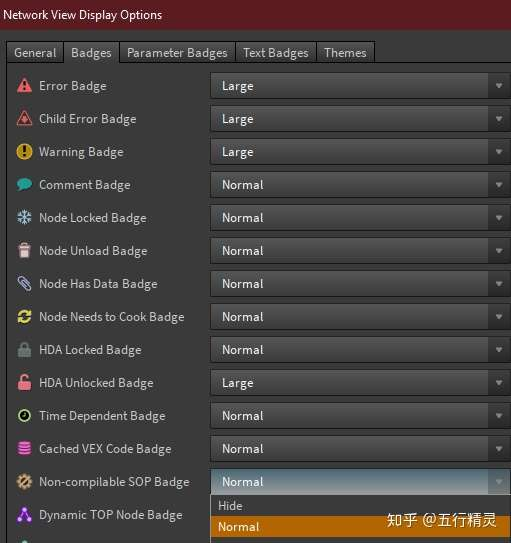 Network View Display Options
General Badges Parameter Badges Text Badges Themes
Error Badge Large
Child Error Badge Large
Warning Badge Large
Comment Badge Normal
Node Locked Badge Normal
Node Unload Badge Normal
Node Has Data Badge Normal
Node Needs to Cook Badge Normal
HDA Locked Badge Normal
HDA Unlocked Badge Large
Time Dependent Badge Normal
Cached VEX Code Badge Normal
Non-compilable SOP Badge Normal
Hide
Dynamic TOP Node Badge Normal
知乎 @五行精灵